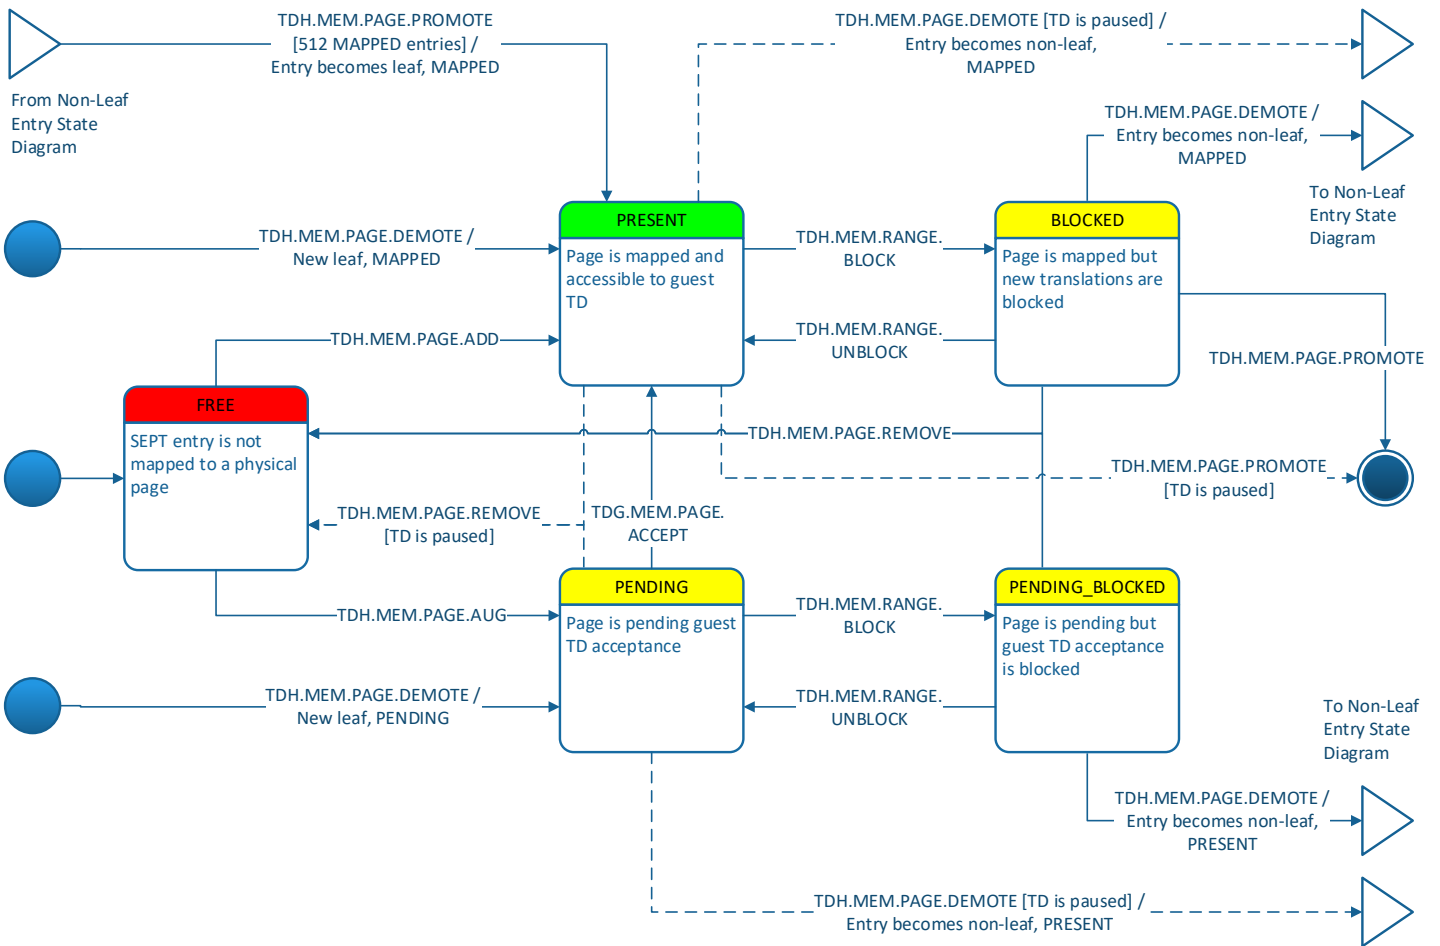 TDH.MEM.PAGE.PROMOTE
[512 MAPPED entries] /
Entry becomes leaf, MAPPED
TDH.MEM.PAGE.DEMOTE [TD is paused] /
Entry becomes non-leaf,
MAPPED
From Non-Leaf
Entry State
Diagram
TDH.MEM.PAGE.DEMOTE /
Entry becomes non-leaf,
MAPPED
To Non-Leaf
Entry State
Diagram
TDH.MEM.PAGE.DEMOTE /
New leaf, MAPPED
PRESENT
Page is mapped and
accessible to guest
TD
TDH.MEM.RANGE.
BLOCK
BLOCKED
Page is mapped but
new translations are
blocked
TDH.MEM.PAGE.ADD
TDH.MEM.RANGE.
UNBLOCK
TDH.MEM.PAGE.PROMOTE
FREE
SEPT entry is not
mapped to a physical
page
TDH.MEM.PAGE.REMOVE
TDH.MEM.PAGE.PROMOTE
[TD is paused]
TDH.MEM.PAGE.REMOVE
[TD is paused]
TDG.MEM.PAGE.
ACCEPT
TDH.MEM.PAGE.AUG
PENDING
Page is pending guest
TD acceptance
TDH.MEM.RANGE.
BLOCK
PENDING_BLOCKED
Page is pending but
guest TD acceptance
is blocked
TDH.MEM.PAGE.DEMOTE /
New leaf, PENDING
TDH.MEM.RANGE.
UNBLOCK
To Non-Leaf
Entry State
Diagram
TDH.MEM.PAGE.DEMOTE /
Entry becomes non-leaf,
PRESENT
TDH.MEM.PAGE.DEMOTE [TD is paused] /
Entry becomes non-leaf, PRESENT